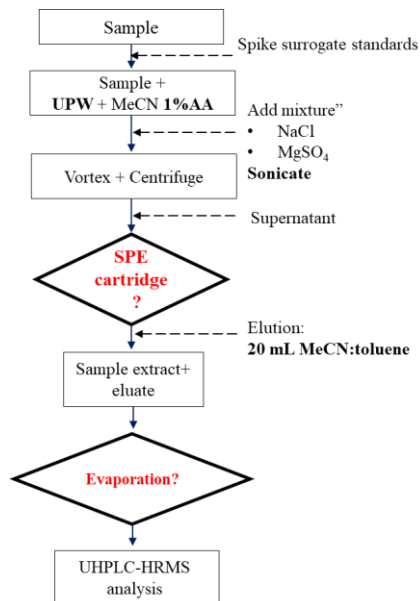 Sample
Spike surrogate standards
Sample +
UPW + MeCN 1%AA
Add mixture”
• NaCl
• MgSO₄
Sonicate
Vortex + Centrifuge
Supernatant
SPE
cartridge
?
Elution:
20 mL MeCN:toluene
Sample extract+
eluate
Evaporation?
UHPLC-HRMS
analysis